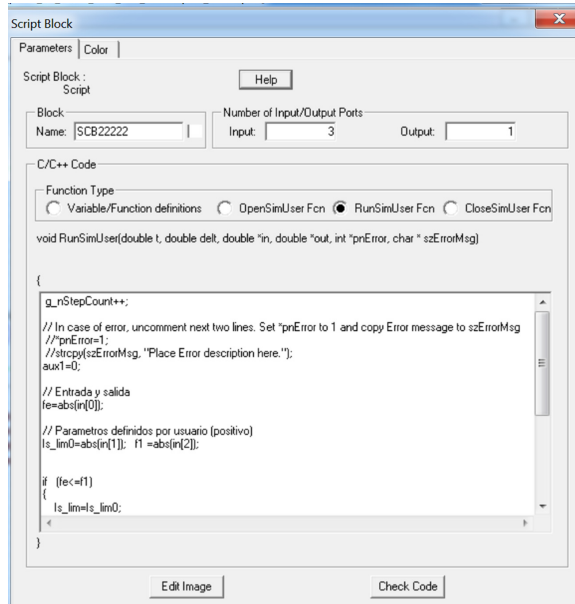 Script Block
X
Parameters
Color
Script Block :
Script
Help
Block
Name: SCB22222
Number of Input/Output Ports
Input: 3
Output: 1
C/C++ Code
Function Type
Variable/Function definitions
OpenSimUser Fcn
RunSimUser Fcn
CloseSimUser Fcn
void RunSimUser(double t, double delt, double *in, double *out, int *pnError, char * szErrorMsg)
{
g_nStepCount++;
// In case of error, uncomment next two lines. Set *pnError to 1 and copy Error message to szErrorMsg
//*pnError=1;
//strcpy(szErrorMsg, "Place Error description here.");
aux1=0;
// Entrada y salida
fe=abs(in[0]);
// Parametros definidos por usuario (positivo)
Is_lim0=abs(in[1]); f1 =abs(in[2]);
if (fe<=f1)
{
Is_lim=Is_lim0;
}
Edit Image
Check Code